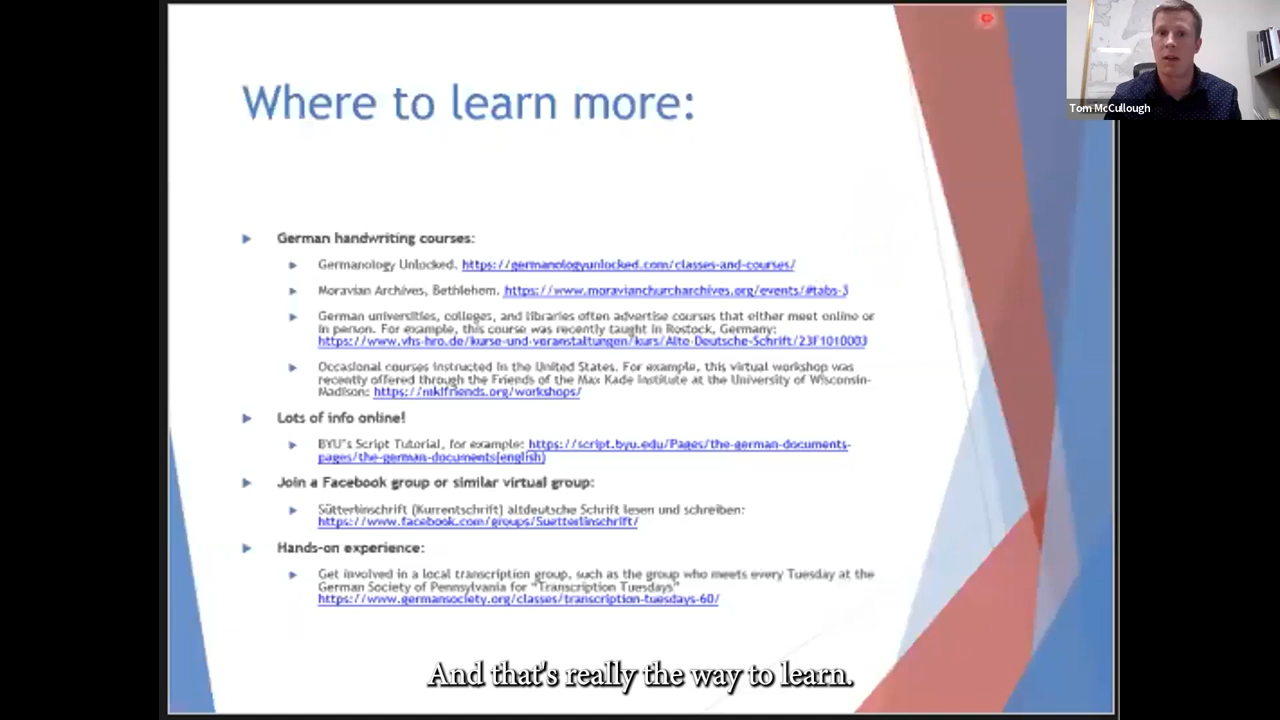 Where to learn more:
Tom McCullough
German handwriting courses:
Germanology Unlocked. https://germanologyunlocked.com/classes-and-courses/
Moravian Archives, Bethlehem. https://www.moravianchurcharchives.org/events/#tabs-3
German universities, colleges, and libraries often advertise courses that either meet online or
in person. For example, this course was recently taught in Rostock, Germany:
https://www.vhs-hro.de/kurse-und-veranstaltungen/kurs/Alte-Deutsche-Schrift/23F1010003
Occasional courses instructed in the United States. For example, this virtual workshop was
recently offered through the Friends of the Max Kade Institute at the University of Wisconsin-
Madison: https://mkifriends.org/workshops/
Lots of info online!
BYU's Script Tutorial, for example: https://script.byu.edu/Pages/the-german-documents-
pages/the-german-documents(english)
Join a Facebook group or similar virtual group:
Sütterlinschrift (Kurrentschrift) altdeutsche Schrift lesen und schreiben:
https://www.facebook.com/groups/Suetterlinschrift/
Hands-on experience:
Get involved in a local transcription group, such as the group who meets every Tuesday at the
German Society of Pennsylvania for "Transcription Tuesdays"
https://www.germansociety.org/classes/transcription-tuesdays-60/
And that's really the way to learn.